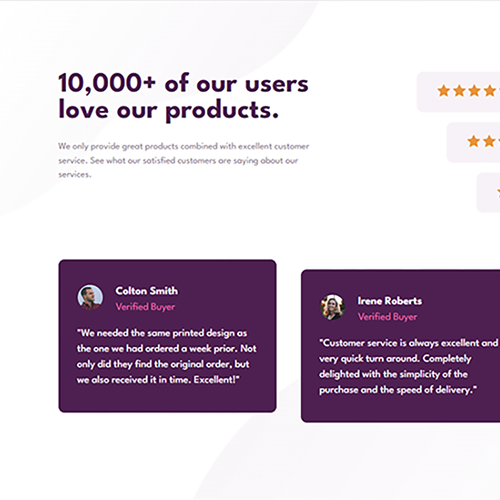 10,000+ of our users
love our products.
We only provide great products combined with excellent customer
service. See what our satisfied customers are saying about our
services.
Colton Smith
Verified Buyer
"We needed the same printed design as
the one we had ordered a week prior. Not
only did they find the original order, but
we also received it in time. Excellent!"
Irene Roberts
Verified Buyer
"Customer service is always excellent and
very quick turn around. Completely
delighted with the simplicity of the
purchase and the speed of delivery."